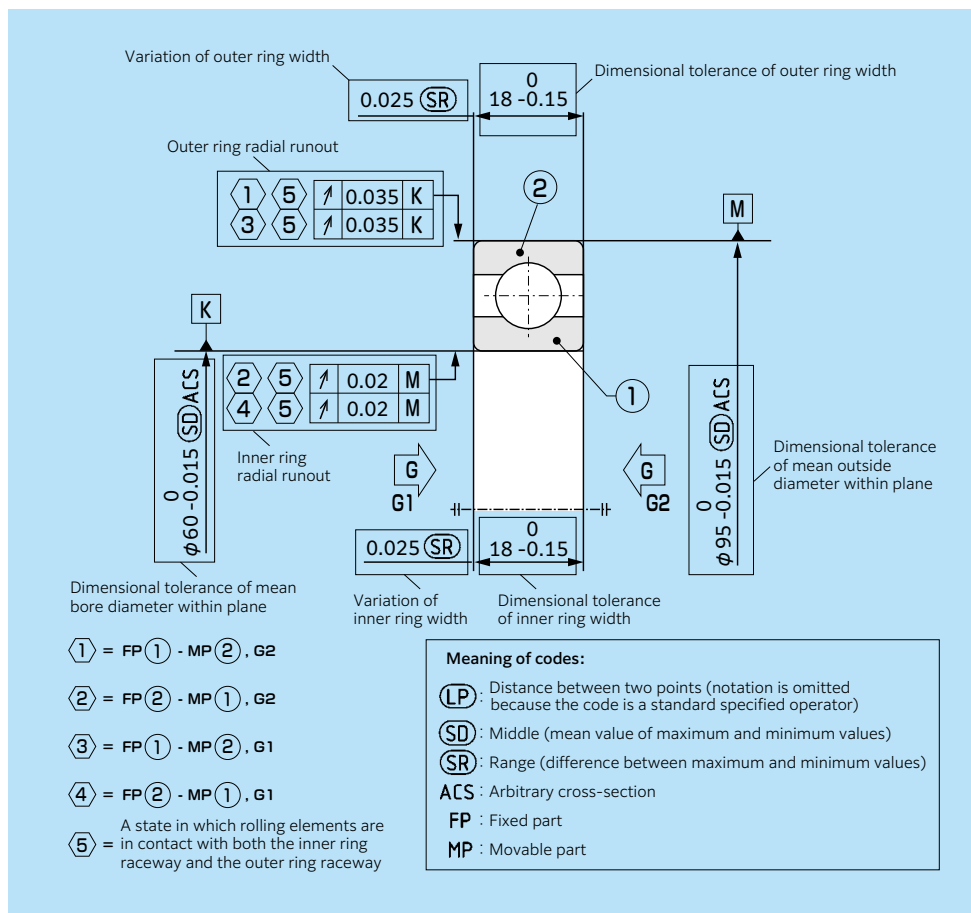 Variation of outer ring width
0.025 SR
0
18 -0.15
Dimensional tolerance of outer ring width
Outer ring radial runout
1 5 ↗ 0.035 K
3 5 ↗ 0.035 K
2
M
K
2 5 ↗ 0.02 M
4 5 ↗ 0.02 M
1
Inner ring
radial runout
0
φ60 -0.015 SD ACS
0
φ95 -0.015 SD ACS
Dimensional tolerance
of mean outside
diameter within plane
G
G1
G
G2
0.025 SR
0
18 -0.15
Dimensional tolerance of mean
bore diameter within plane
Variation of
inner ring width
Dimensional tolerance
of inner ring width
1 = FP 1 - MP 2 , G2
2 = FP 2 - MP 1 , G2
3 = FP 1 - MP 2 , G1
4 = FP 2 - MP 1 , G1
A state in which rolling elements are
5 = in contact with both the inner ring
raceway and the outer ring raceway
Meaning of codes:
LP : Distance between two points (notation is omitted
because the code is a standard specified operator)
SD : Middle (mean value of maximum and minimum values)
SR : Range (difference between maximum and minimum values)
ACS : Arbitrary cross-section
FP : Fixed part
MP : Movable part